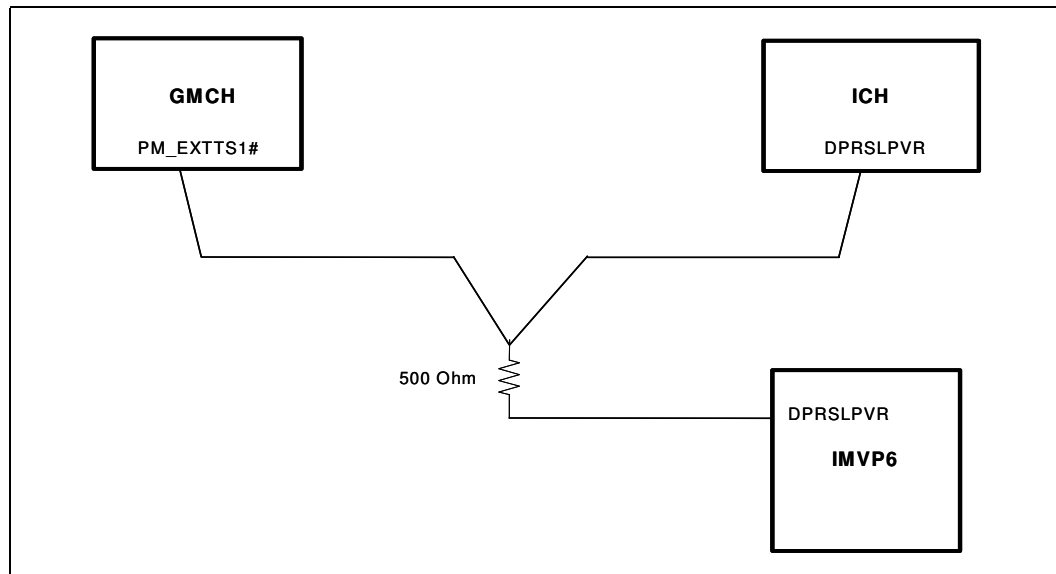 GMCH
PM_EXTTS1#
ICH
DPRSLPVR
500 Ohm
DPRSLPVR
IMVP6